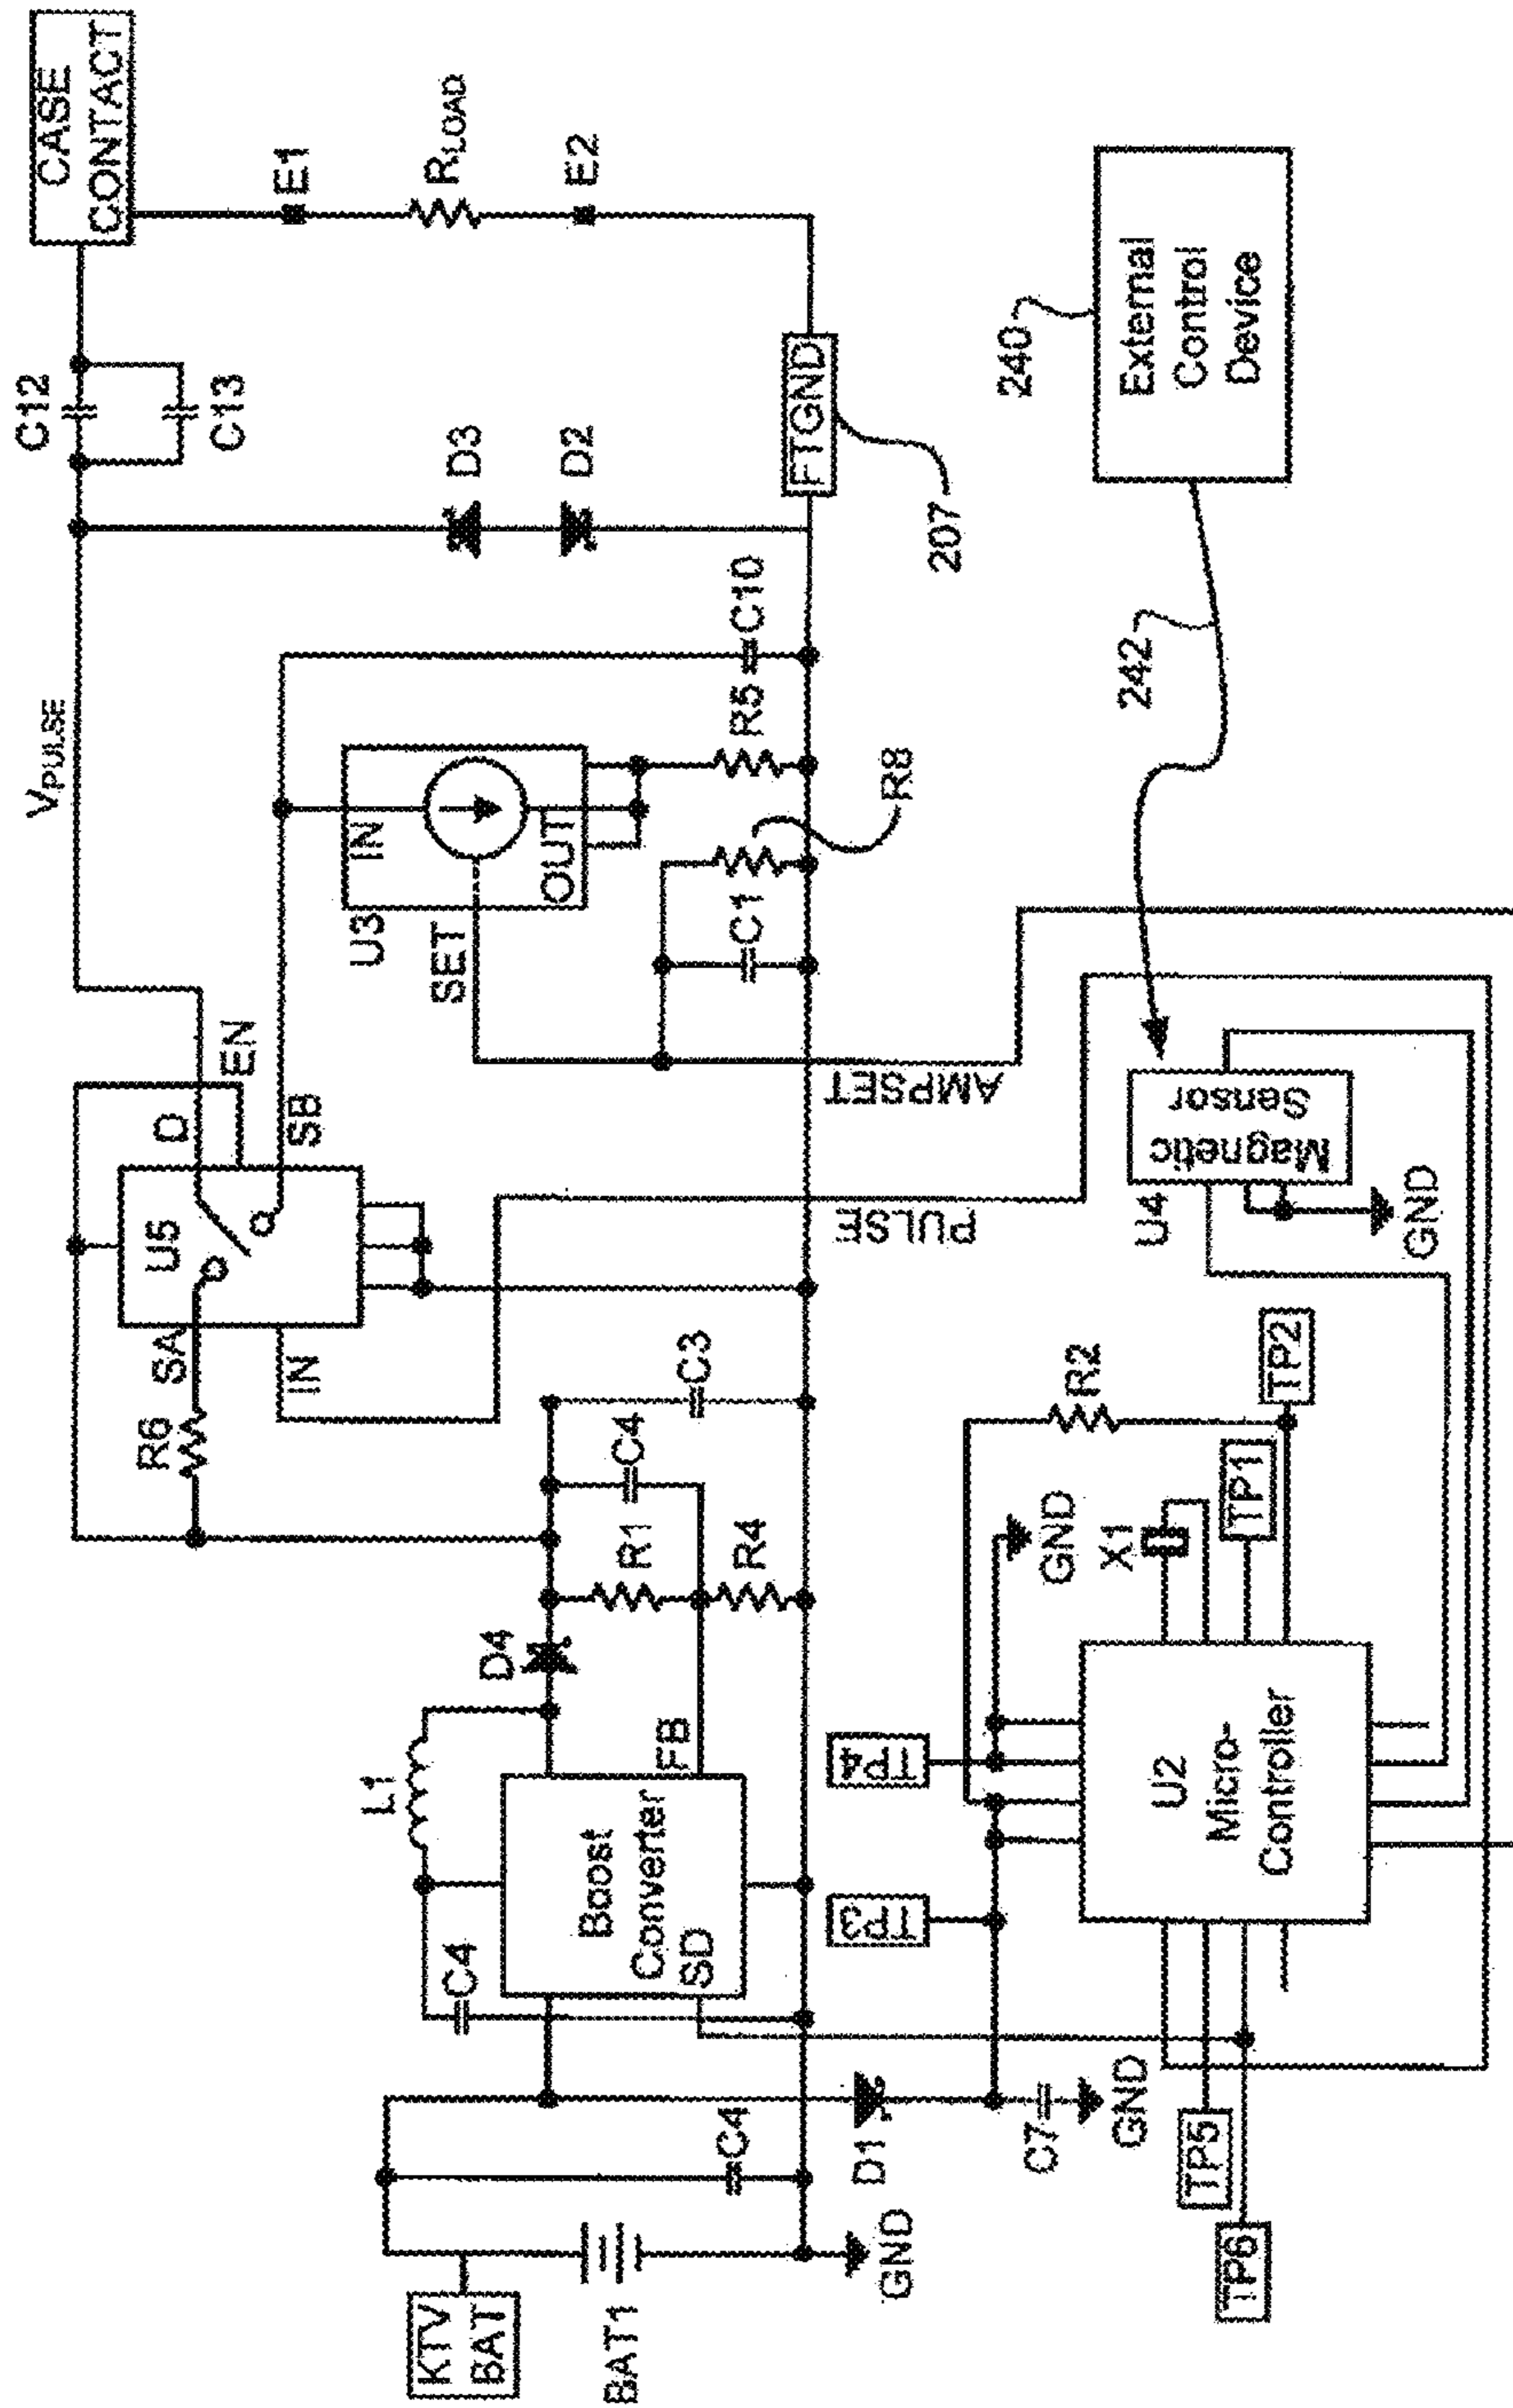 CASE
CONTACT
C12
C13
VPULSE
E1
RLOAD
E2
D3
D2
FTGND
207
C10
R5
R8
C1
U3
IN
OUT
SET
EN
D
SB
U5
SA
IN
R6
AMPSET
PULSE
C3
C4
R1
R4
D4
L1
FB
Boost
Converter
SD
C4
KTV
BAT
BAT1
C4
GND
D1
C7
GND
TP3
TP4
GND
X1
R2
TP1
TP2
U2
Micro-
Controller
TP5
TP6
U4
Magnetic
Sensor
GND
242
240
External
Control
Device